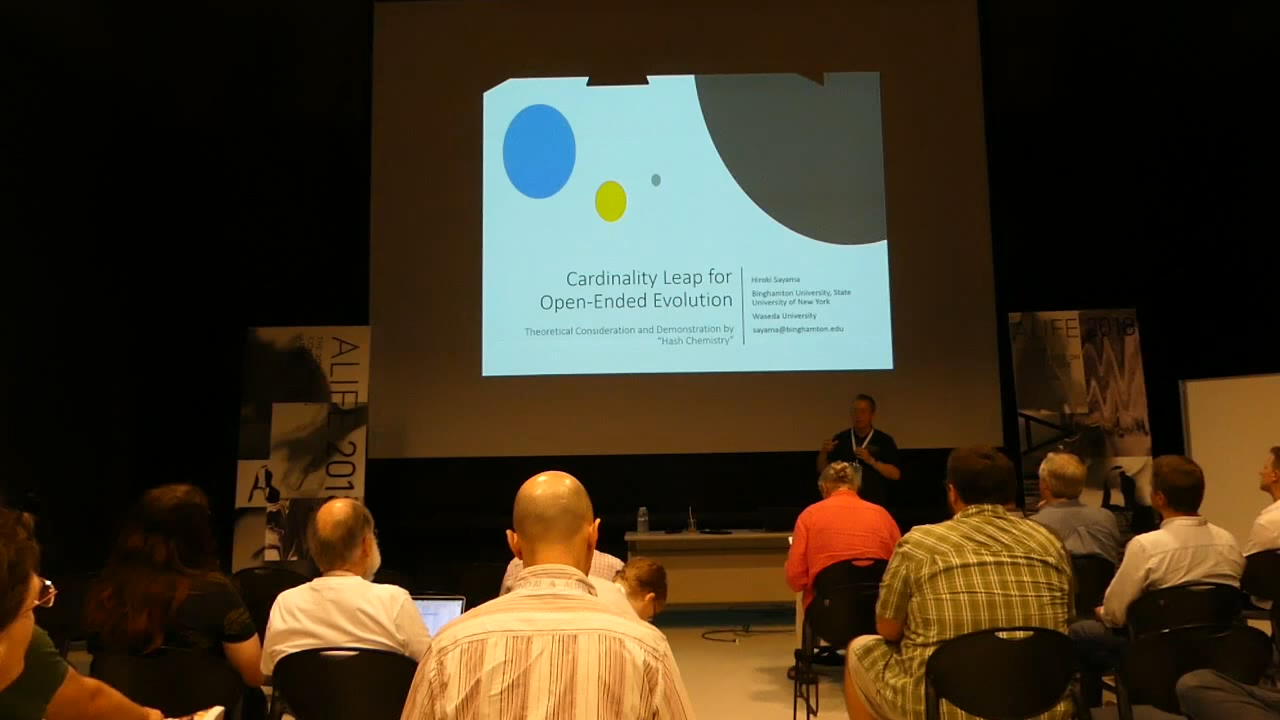 Cardinality Leap for
Open-Ended Evolution
Theoretical Consideration and Demonstration by
"Hash Chemistry"
Hiroki Sayama
Binghamton University, State
University of New York
Waseda University
sayama@binghamton.edu
ALIFE 201
A
ALIFE 2018